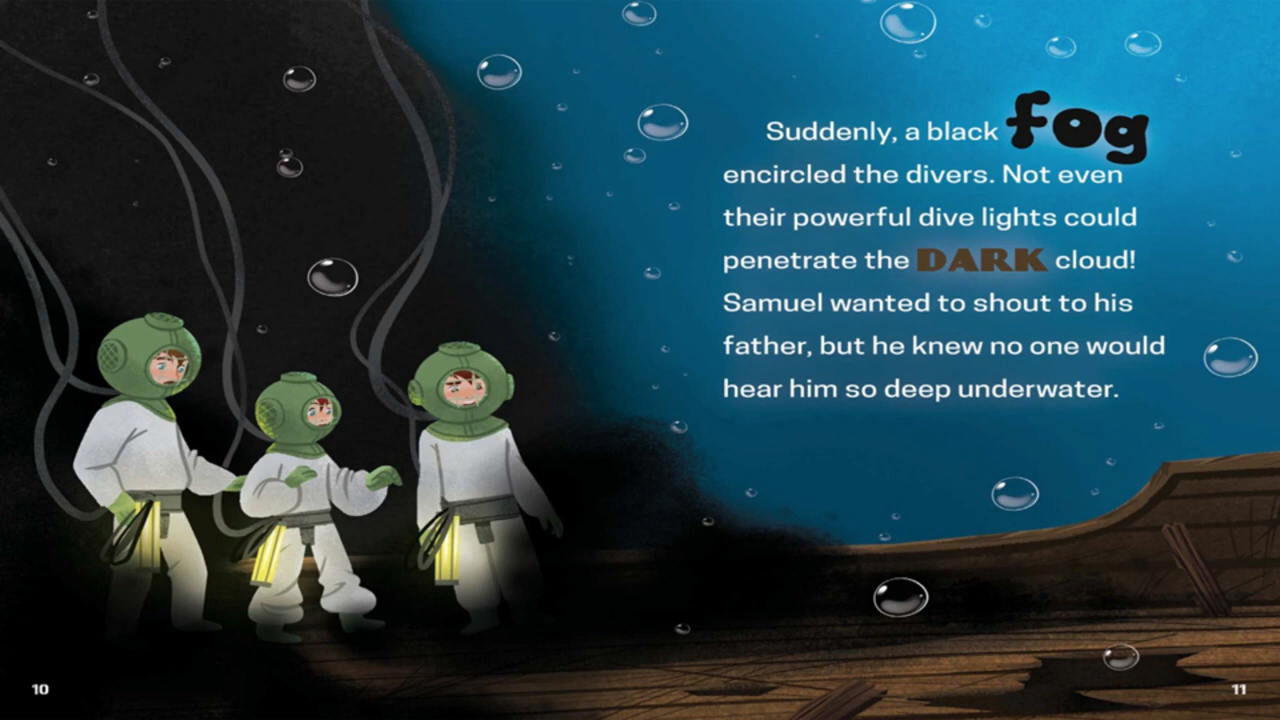 Suddenly, a black fog
encircled the divers. Not even
their powerful dive lights could
penetrate the DARK cloud!
Samuel wanted to shout to his
father, but he knew no one would
hear him so deep underwater.
10
11